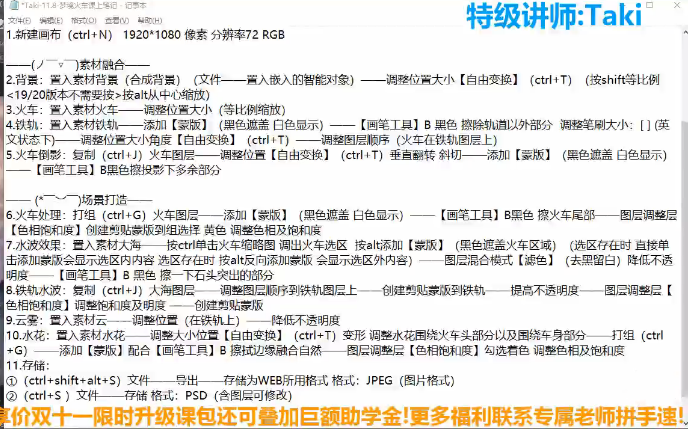 *Taki-11.8-梦境火车课上笔记 - 记事本
特级讲师:Taki
文件(F) 编辑(E) 格式(O) 查看(V) 帮助(H)
1.新建画布（ctrl+N） 1920*1080 像素 分辨率72 RGB
——(ノ￣▽￣)素材融合——
2.背景：置入素材背景（合成背景）（文件——置入嵌入的智能对象）——调整位置大小【自由变换】（ctrl+T）（按shift等比例
<19/20版本不需要按>按alt从中心缩放）
3.火车：置入素材火车——调整位置大小（等比例缩放）
4.铁轨：置入素材铁轨——添加【蒙版】（黑色遮盖 白色显示）——【画笔工具】B 黑色 擦除轨道以外部分 调整笔刷大小：[ ] (英
文状态下)——调整位置大小角度【自由变换】（ctrl+T）——调整图层顺序（火车在铁轨图层上）
5.火车倒影：复制（ctrl+J）火车图层——调整位置【自由变换】（ctrl+T）垂直翻转 斜切——添加【蒙版】（黑色遮盖 白色显示）
——【画笔工具】B黑色擦投影下多余部分
—— (*￣︶￣)场景打造——
6.火车处理：打组（ctrl+G）火车图层——添加【蒙版】（黑色遮盖 白色显示）——【画笔工具】B黑色 擦火车尾部——图层调整层
【色相饱和度】创建剪贴蒙版到组选择 黄色 调整色相及饱和度
7.水波效果：置入素材大海——按ctrl单击火车缩略图 调出火车选区 按alt添加【蒙版】（黑色遮盖火车区域）（选区存在时 直接单
击添加蒙版会显示选区内内容 选区存在时 按alt反向添加蒙版 会显示选区外内容）——图层混合模式【滤色】（去黑留白）降低不透
明度——【画笔工具】B 黑色 擦一下石头突出的部分
8.铁轨水波：复制（ctrl+J）大海图层——调整图层顺序到铁轨图层上——创建剪贴蒙版到铁轨——提高不透明度——图层调整层【
色相饱和度】调整饱和度及明度 ——创建剪贴蒙版
9.云雾：置入素材云——调整位置（在铁轨上）——降低不透明度
10.水花：置入素材水花——调整大小位置【自由变换】（ctrl+T）变形 调整水花围绕火车头部分以及围绕车身部分——打组（ctrl
+G）——添加【蒙版】配合【画笔工具】B 擦拭边缘融合自然——图层调整层【色相饱和度】勾选着色 调整色相及饱和度
11.存储:
①（ctrl+shift+alt+S）文件——导出——存储为WEB所用格式 格式：JPEG（图片格式）
②（ctrl+S ）文件——存储 格式：PSD（含图层可修改）
享价双十一限时升级课包还可叠加巨额助学金!更多福利联系专属老师拼手速!